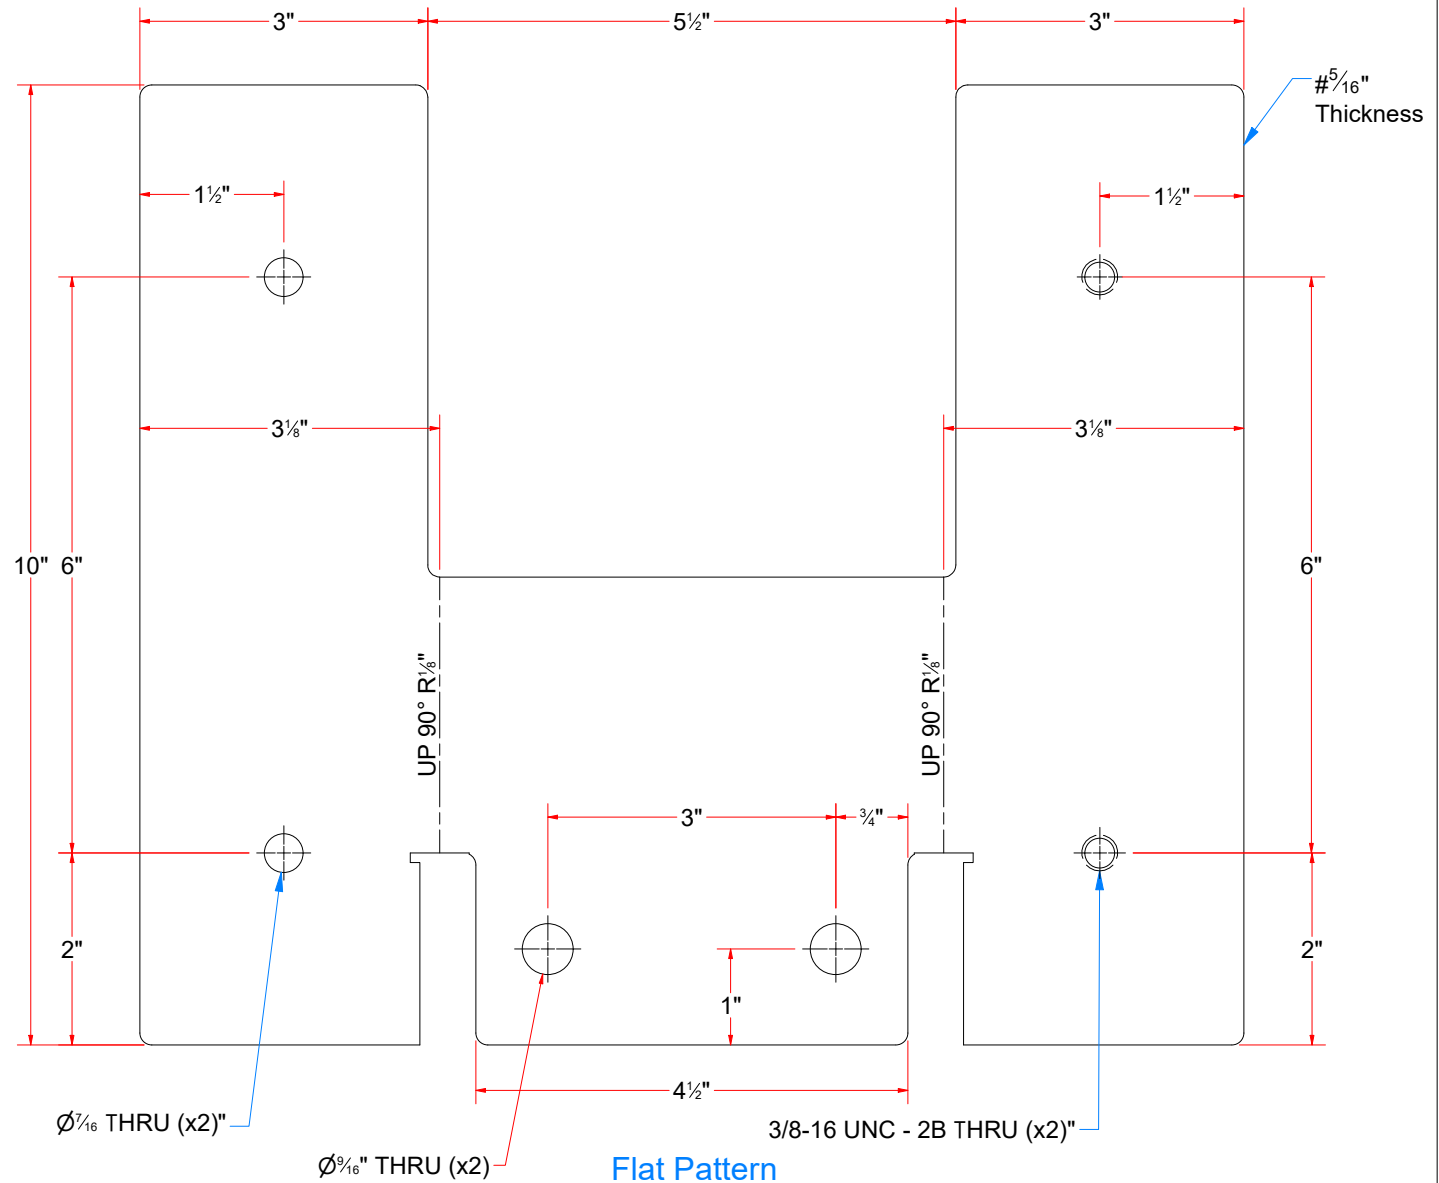 3"
5½"
3"
#5⁄16"
Thickness
1½"
1½"
3⅛"
3⅛"
10"
6"
6"
UP 90° R⅛"
UP 90° R⅛"
3"
¾"
2"
1"
2"
4½"
Ø7⁄16 THRU (x2)"
3/8-16 UNC - 2B THRU (x2)"
Ø9⁄16" THRU (x2)
Flat Pattern